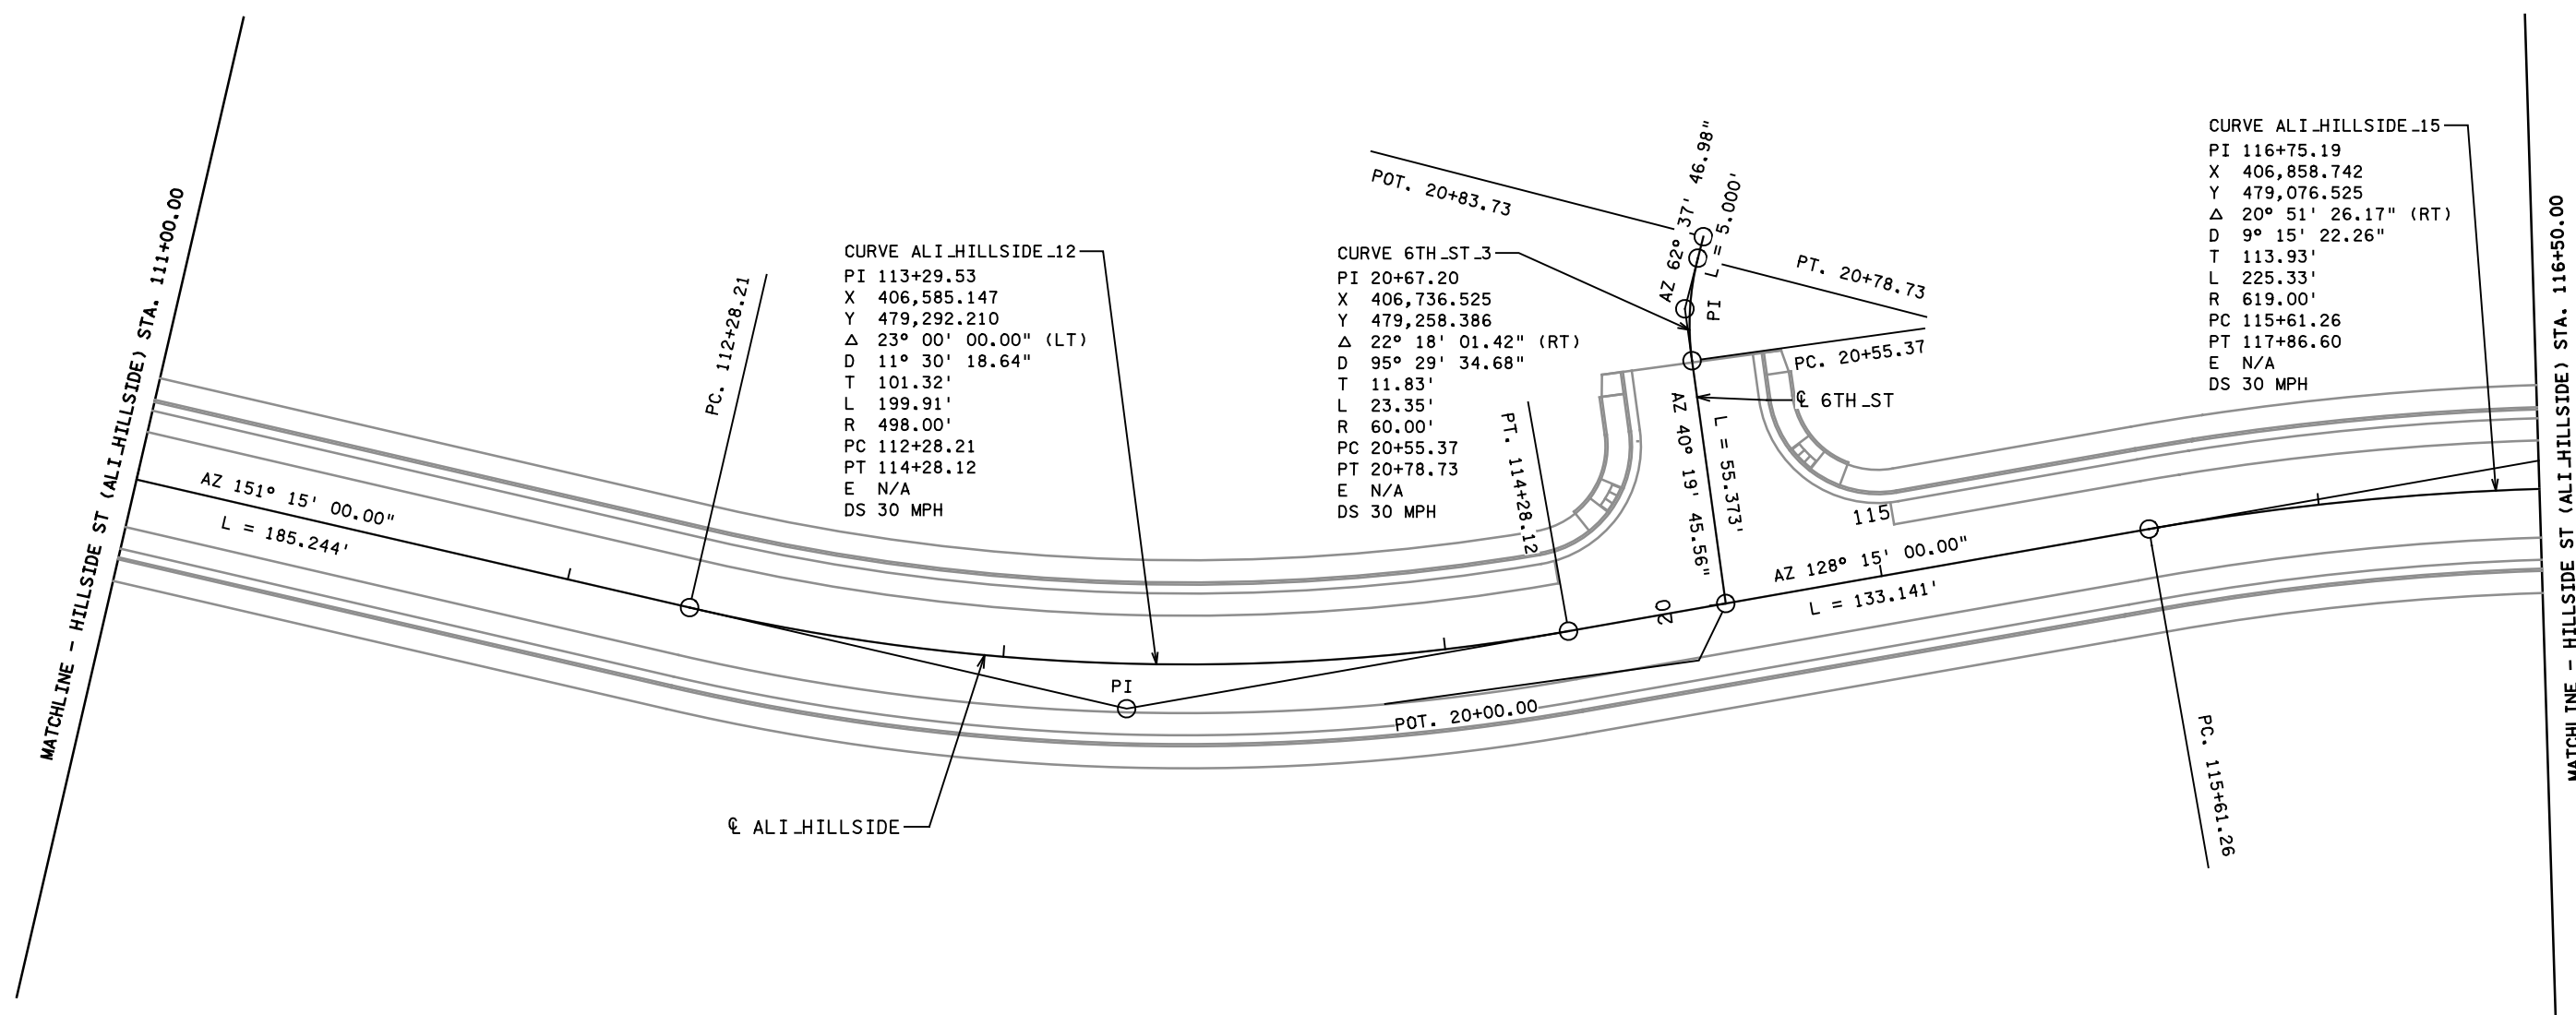 MATCHLINE - HILLSIDE ST (ALI_HILLSIDE) STA. 111+00.00
AZ 151° 15' 00.00"
L = 185.244'
PC. 112+28.21
CURVE ALI_HILLSIDE_12
PI 113+29.53
X 406,585.147
Y 479,292.210
Δ 23° 00' 00.00" (LT)
D 11° 30' 18.64"
T 101.32'
L 199.91'
R 498.00'
PC 112+28.21
PT 114+28.12
E N/A
DS 30 MPH
PI
℄ ALI_HILLSIDE
CURVE 6TH_ST_3
PI 20+67.20
X 406,736.525
Y 479,258.386
Δ 22° 18' 01.42" (RT)
D 95° 29' 34.68"
T 11.83'
L 23.35'
R 60.00'
PC 20+55.37
PT 20+78.73
E N/A
DS 30 MPH
PT. 114+28.12
POT. 20+83.73
AZ 62° 37' 46.98"
L = 5.000'
PI
PT. 20+78.73
PC. 20+55.37
℄ 6TH_ST
AZ 40° 19' 45.56"
L = 55.373'
20
POT. 20+00.00
115
AZ 128° 15' 00.00"
L = 133.141'
PC. 115+61.26
CURVE ALI_HILLSIDE_15
PI 116+75.19
X 406,858.742
Y 479,076.525
Δ 20° 51' 26.17" (RT)
D 9° 15' 22.26"
T 113.93'
L 225.33'
R 619.00'
PC 115+61.26
PT 117+86.60
E N/A
DS 30 MPH
MATCHLINE - HILLSIDE ST (ALI_HILLSIDE) STA. 116+50.00